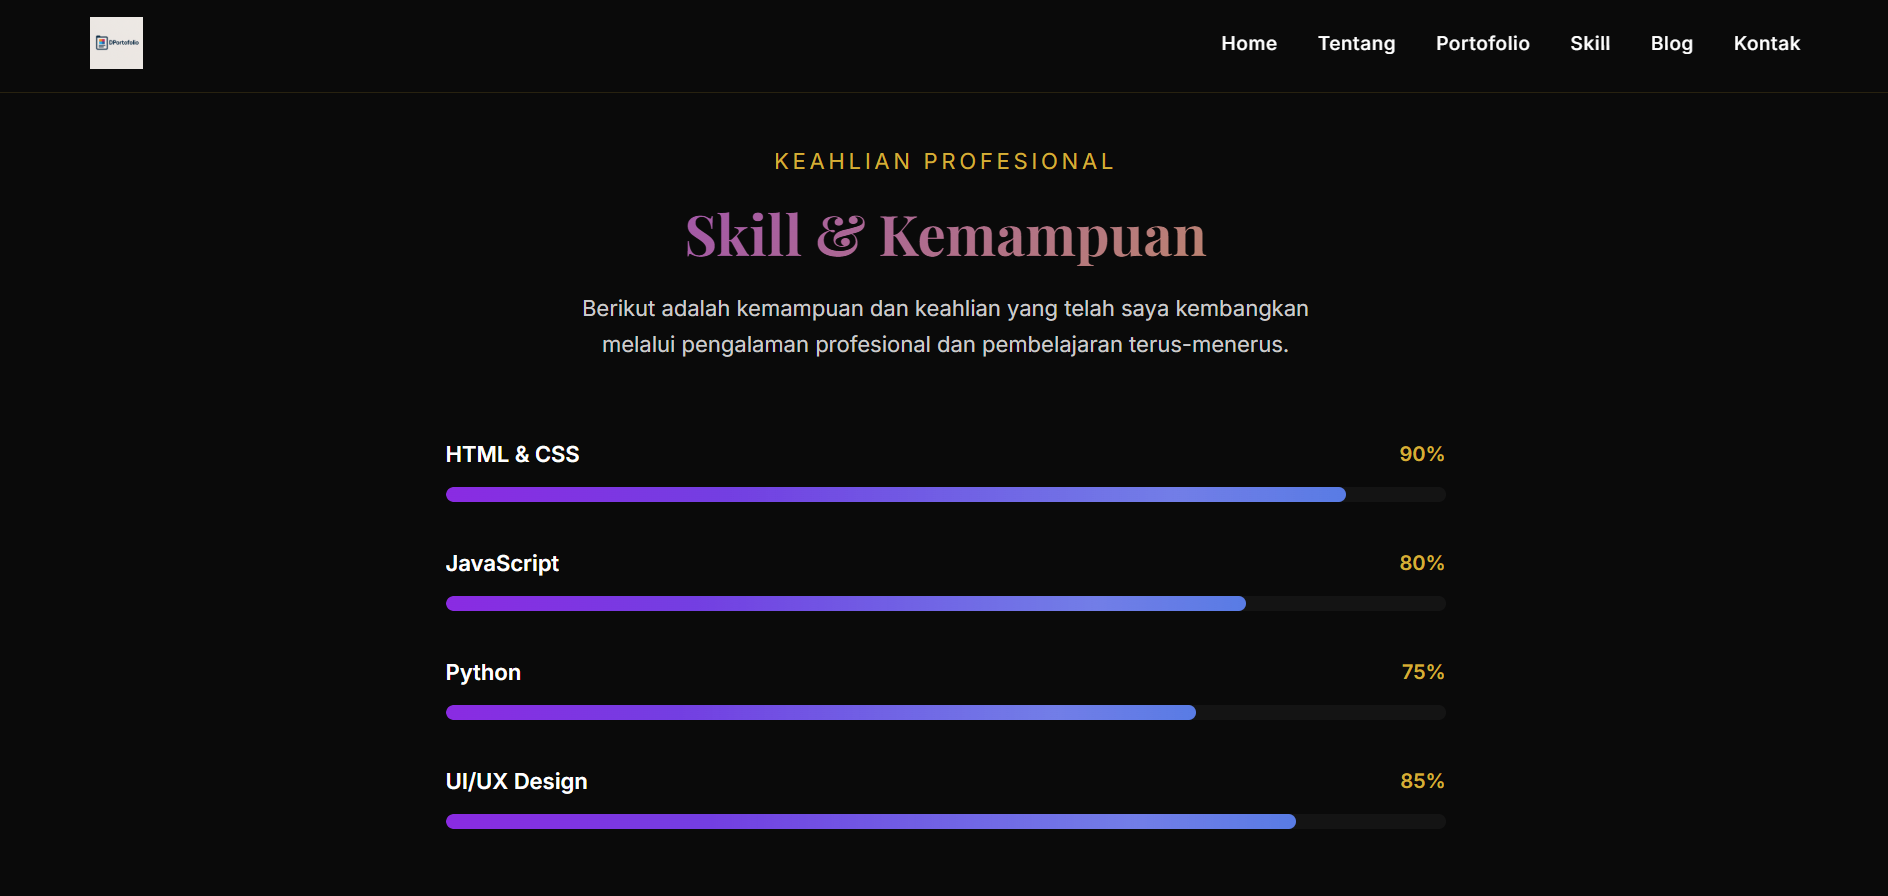 DPortofolio
Home Tentang Portofolio Skill Blog Kontak
KEAHLIAN PROFESIONAL
Skill & Kemampuan
Berikut adalah kemampuan dan keahlian yang telah saya kembangkan
melalui pengalaman profesional dan pembelajaran terus-menerus.
HTML & CSS 90%
JavaScript 80%
Python 75%
UI/UX Design 85%